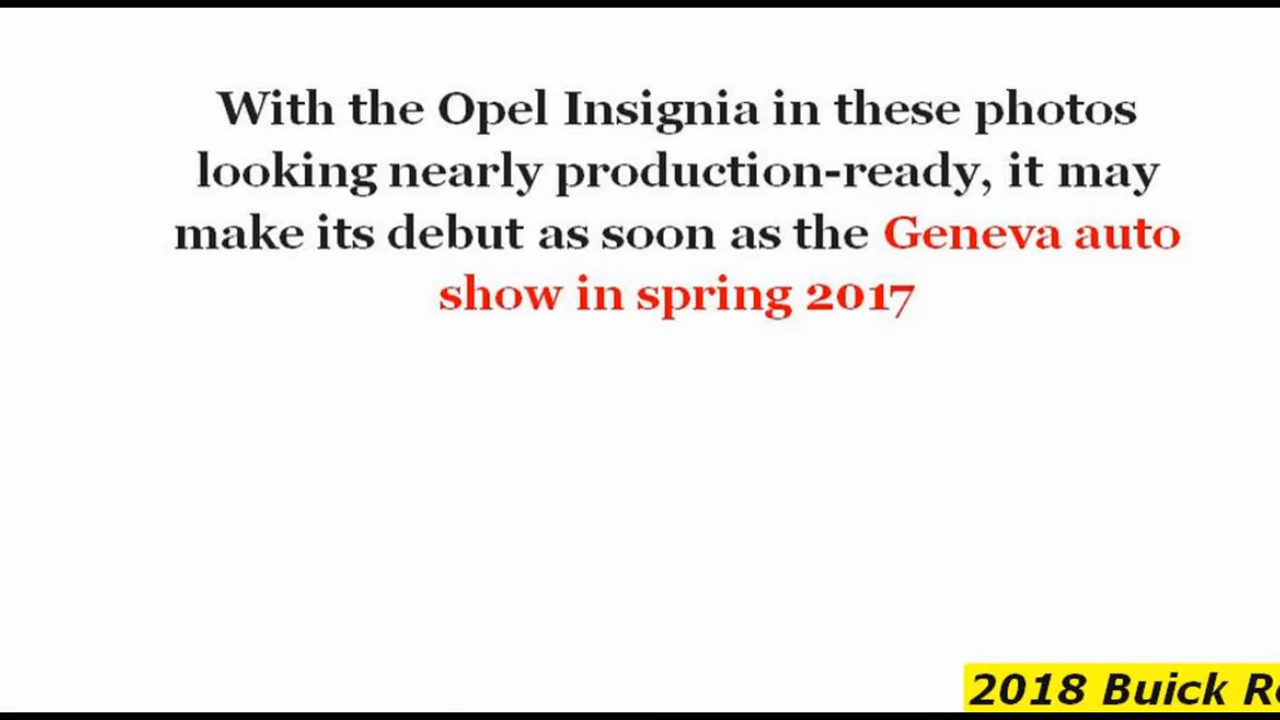 With the Opel Insignia in these photos
looking nearly production-ready, it may
make its debut as soon as the Geneva auto
show in spring 2017
2018 Buick